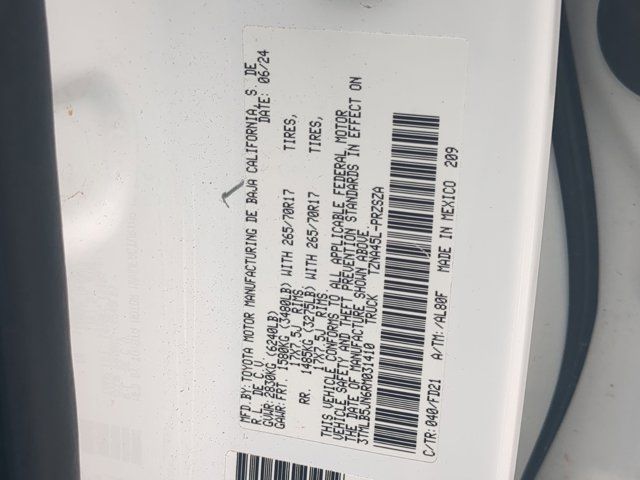 MFD.BY:TOYOTA MOTOR MANUFACTURING DE BAJA CALIFORNIA, S. DE
R.L. DE C.V. DATE: 06/24
GVWR:2830KG (6240LB)
GAWR:FRT. 1580KG (3480LB) WITH 265/70R17 TIRES,
17X7.5J RIMS
RR. 1485KG (3275LB) WITH 265/70R17 TIRES,
17X7.5J RIMS
THIS VEHICLE CONFORMS TO ALL APPLICABLE FEDERAL MOTOR
VEHICLE SAFETY AND THEFT PREVENTION STANDARDS IN EFFECT ON
THE DATE OF MANUFACTURE SHOWN ABOVE.
3TMLB5JN6RM031410 TRUCK TZNA45L-PRZSZA
C/TR:040/FD21 A/TM:/AL80F MADE IN MEXICO 209